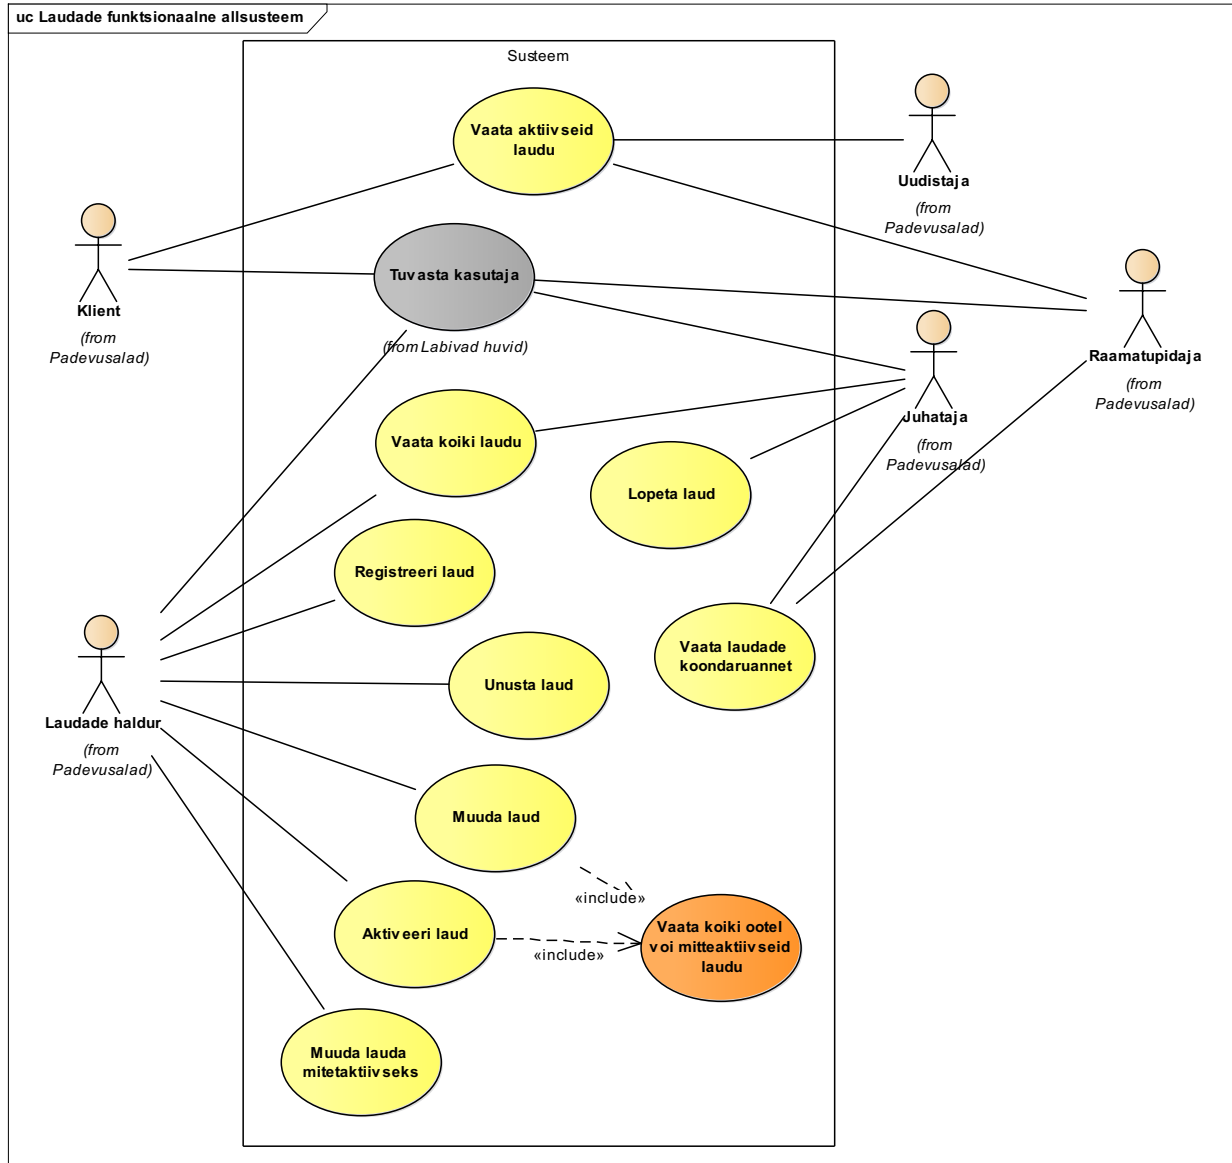 uc Laudade funktsionaalne allsusteem
Susteem
Vaata aktiivseid
laudu
Uudistaja
(from
Padevusalad)
Klient
(from
Padevusalad)
Tuvasta kasutaja
(from Labivad huvid)
Raamatupidaja
(from
Padevusalad)
Juhataja
(from
Padevusalad)
Vaata koiki laudu
Lopeta laud
Registreeri laud
Vaata laudade
koondaruannet
Unusta laud
Laudade haldur
(from
Padevusalad)
Muuda laud
«include»
Aktiveeri laud
«include»
Vaata koiki ootel
voi mitteaktiivseid
laudu
Muuda lauda
mitetaktiivseks